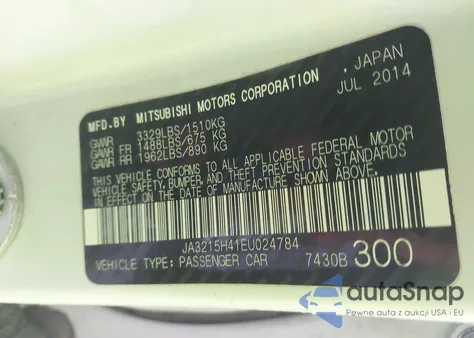 MFD.BY MITSUBISHI MOTORS CORPORATION , JAPAN
JUL 2014
GVWR 3329LBS/1510KG
GAWR FR 1488LBS/675 KG
GAWR RR 1962LBS/890 KG
THIS VEHICLE CONFORMS TO ALL APPLICABLE FEDERAL MOTOR
VEHICLE SAFETY, BUMPER, AND THEFT PREVENTION STANDARDS
IN EFFECT ON THE DATE OF MANUFACTURE SHOWN ABOVE.
JA3215H41EU024784
VEHICLE TYPE: PASSENGER CAR 7430B 300
autoSnap
Pewne auta z aukcji USA i EU